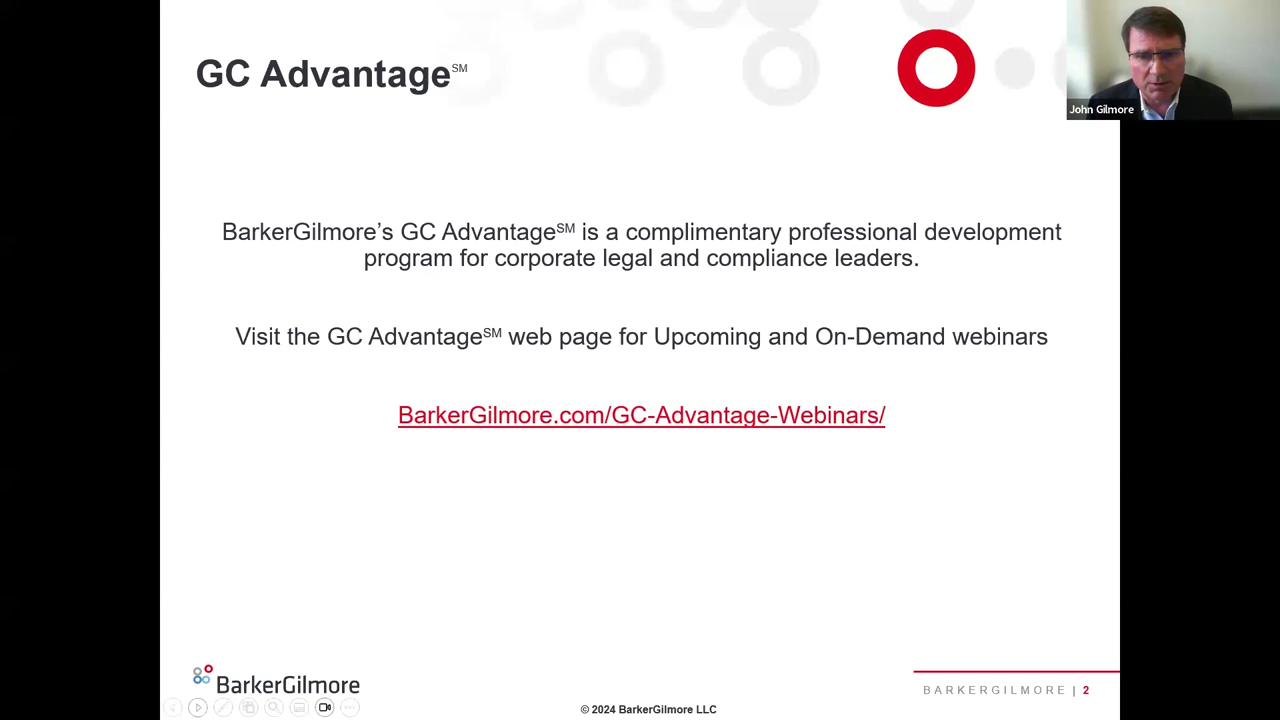 GC Advantage℠
John Gilmore
BarkerGilmore’s GC Advantage℠ is a complimentary professional development
program for corporate legal and compliance leaders.
Visit the GC Advantage℠ web page for Upcoming and On-Demand webinars
BarkerGilmore.com/GC-Advantage-Webinars/
BarkerGilmore
BARKERGILMORE | 2
© 2024 BarkerGilmore LLC